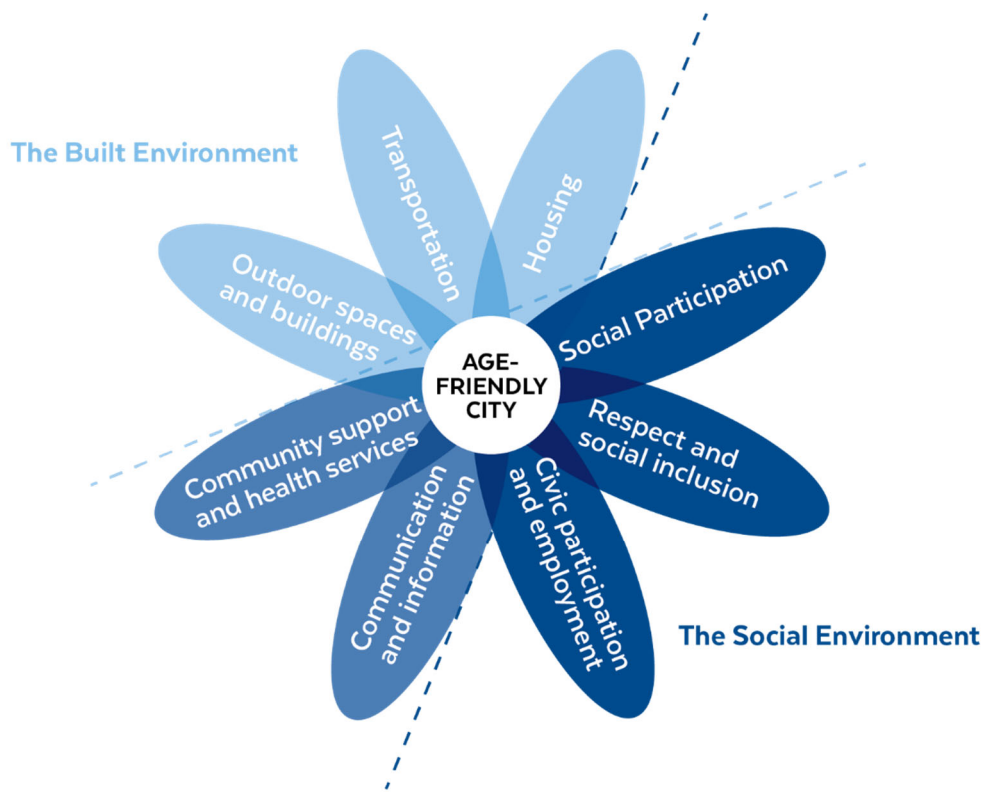 The Built Environment
Transportation
Housing
Outdoor spaces
and buildings
Social Participation
AGE-
FRIENDLY
CITY
Community support
and health services
Respect and
social inclusion
Communication
and information
Civic participation
and employment
The Social Environment